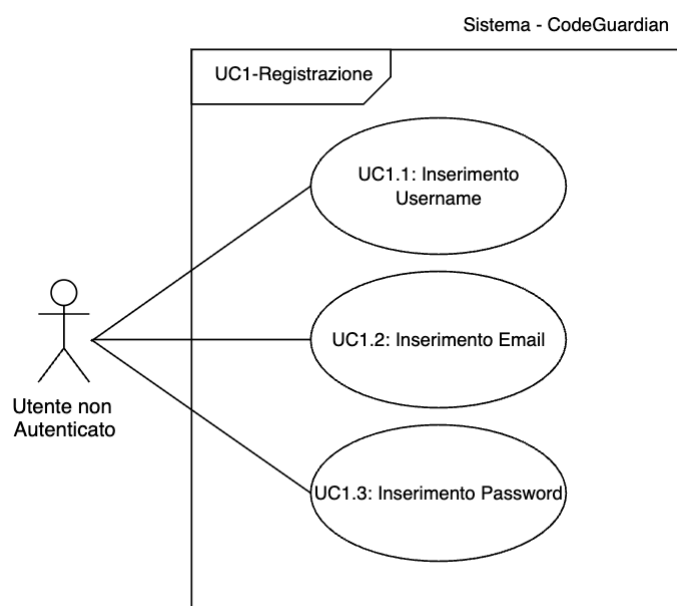 Sistema - CodeGuardian
UC1-Registrazione
UC1.1: Inserimento
Username
UC1.2: Inserimento Email
Utente non
Autenticato
UC1.3: Inserimento Password